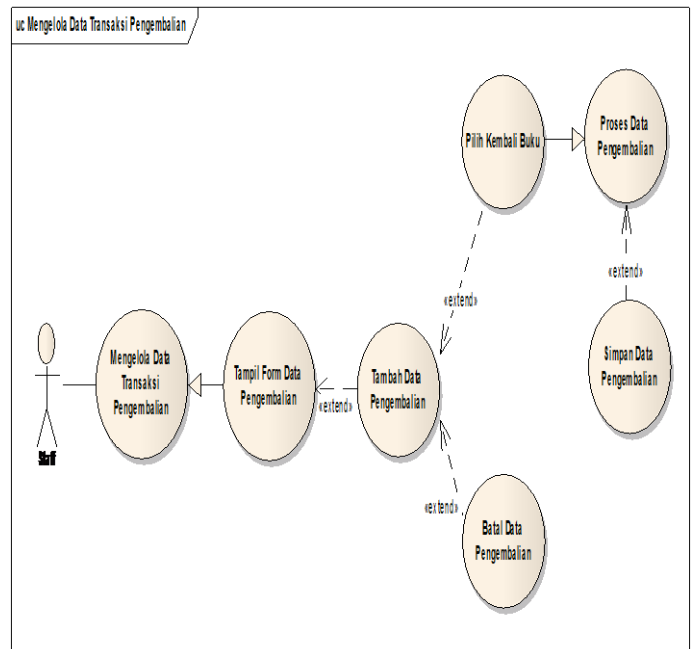 uc Mengelola Data Transaksi Pengembalian
Pilih Kembali Buku
Proses Data
Pengembalian
«extend»
«extend»
Simpan Data
Pengembalian
Mengelola Data
Transaksi
Pengembalian
Tampil Form Data
Pengembalian
«extend»
Tambah Data
Pengembalian
«extend»
Batal Data
Pengembalian